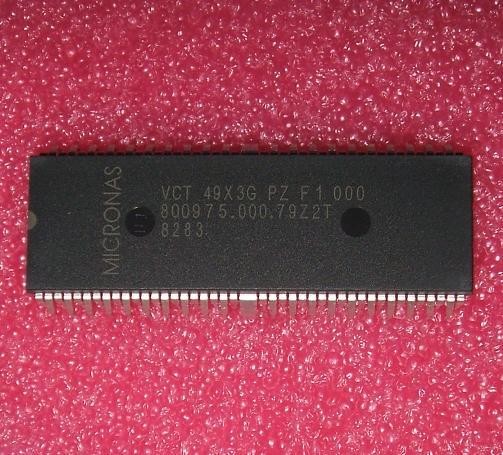 MICRONAS
VCT 49X3G PZ F1 000
800975.000.79Z2T
8283.